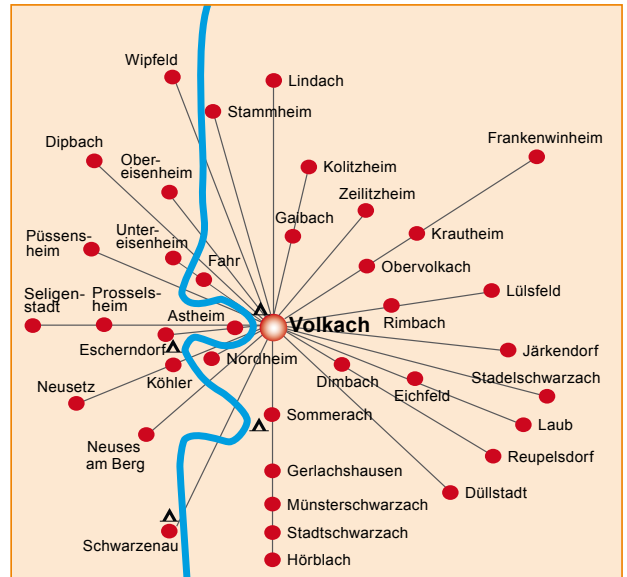 Wipfeld
Lindach
Stammheim
Frankenwinheim
Dipbach
Ober-
eisenheim
Kolitzheim
Zeilitzheim
Gaibach
Unter-
eisenheim
Krautheim
Püssens-
heim
Fahr
Obervolkach
Seligen-
stadt
Prossels-
heim
Lülsfeld
Astheim
Rimbach
Volkach
Escherndorf
Nordheim
Järkendorf
Köhler
Dimbach
Stadelschwarzach
Neusetz
Eichfeld
Sommerach
Laub
Neuses
am Berg
Reupelsdorf
Gerlachshausen
Düllstadt
Münsterschwarzach
Stadtschwarzach
Schwarzenau
Hörblach